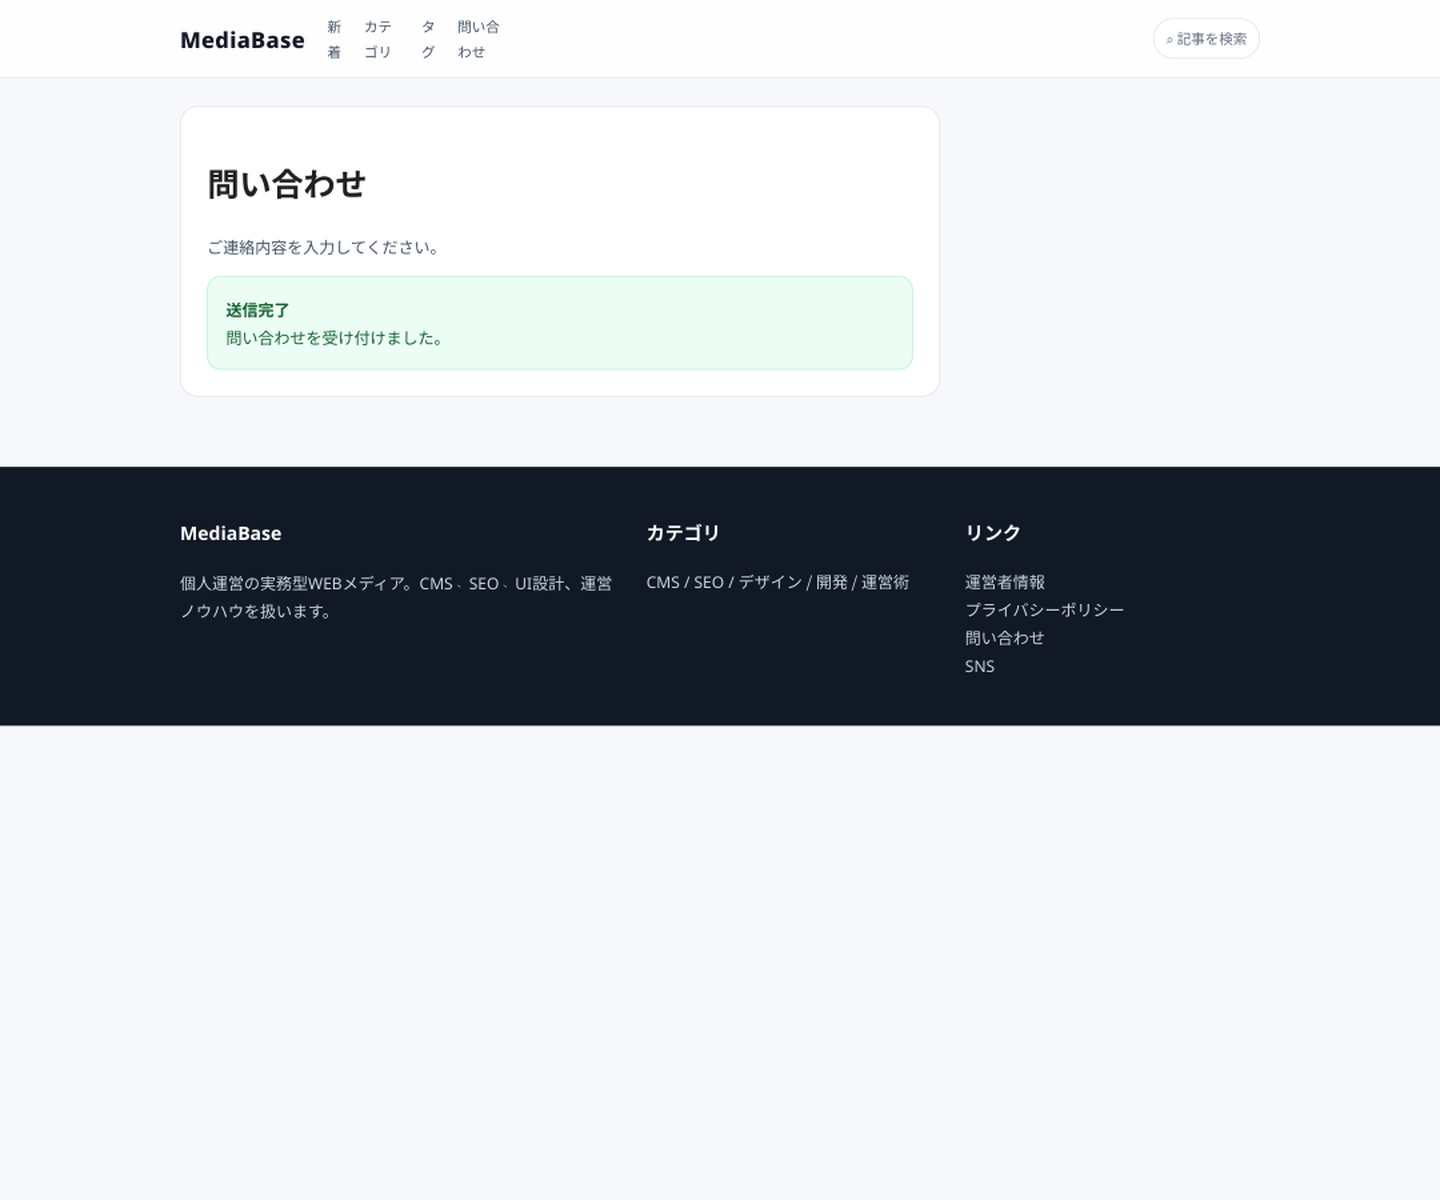 MediaBase
新着
カテゴリ
タグ
問い合わせ
記事を検索
問い合わせ
ご連絡内容を入力してください。
送信完了
問い合わせを受け付けました。
MediaBase
個人運営の実務型WEBメディア。CMS、SEO、UI設計、運営
ノウハウを扱います。
カテゴリ
CMS / SEO / デザイン / 開発 / 運営術
リンク
運営者情報
プライバシーポリシー
問い合わせ
SNS